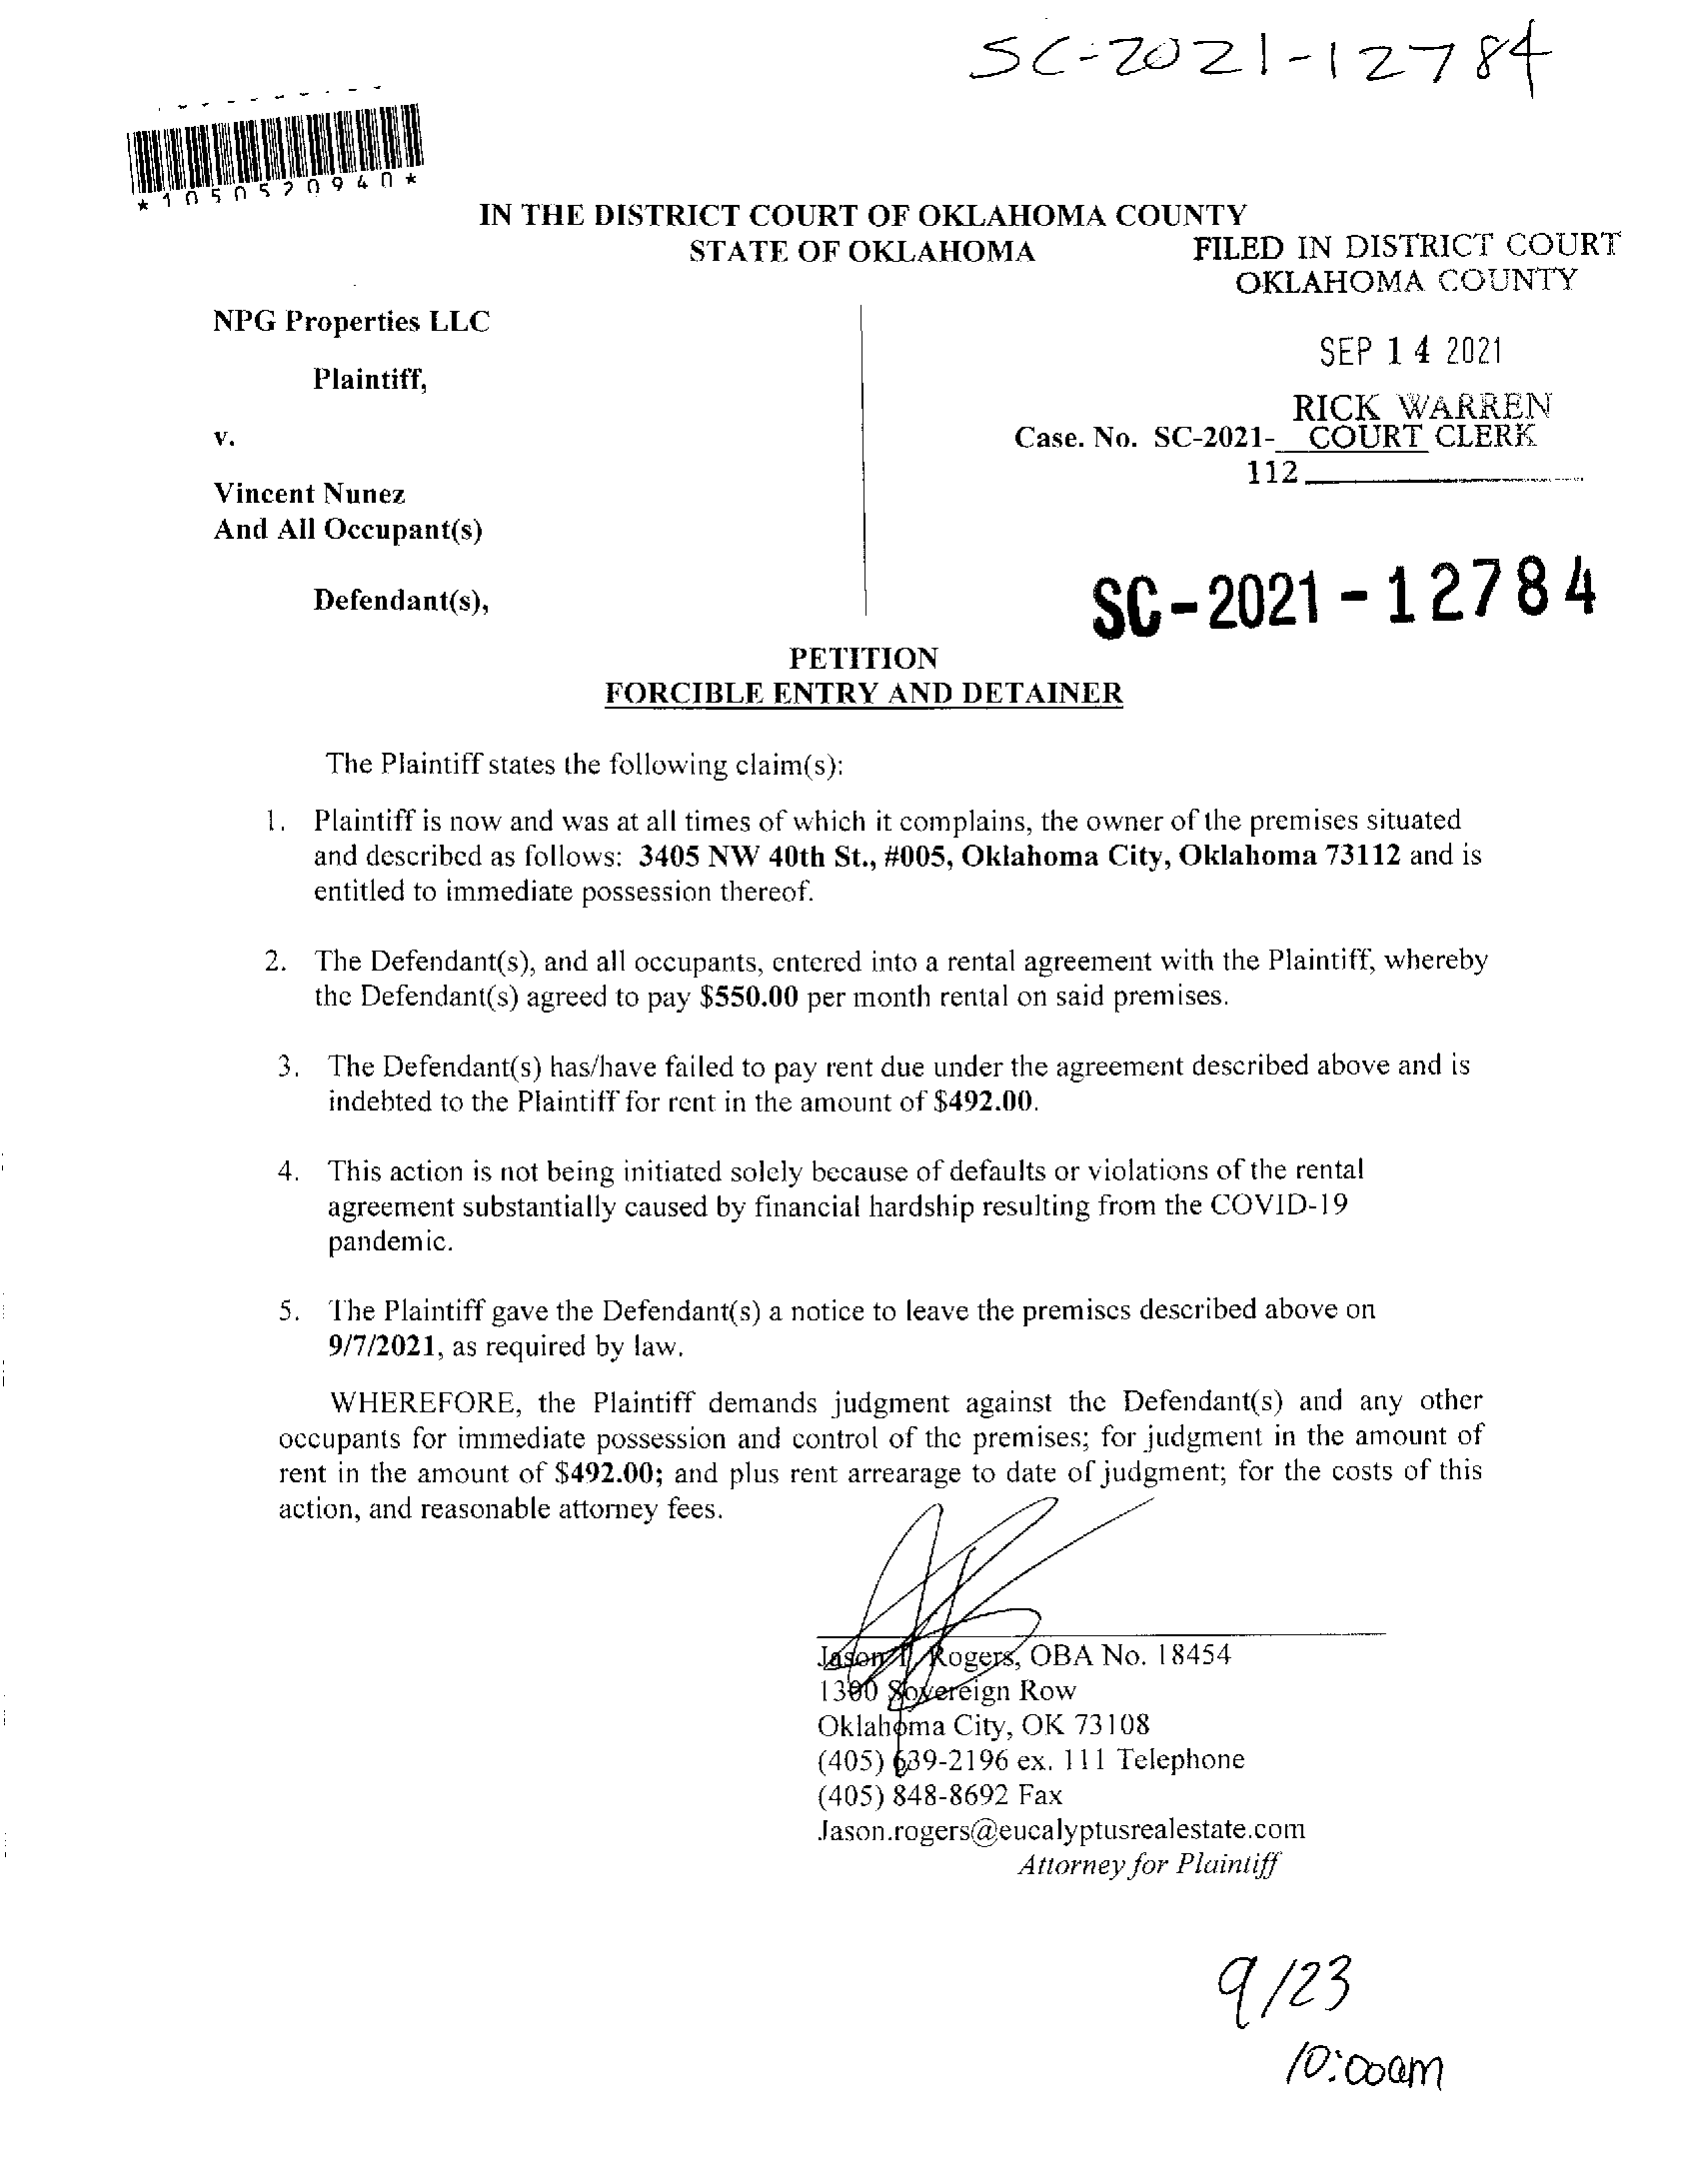 SC-2021-12784
*1050520940*
IN THE DISTRICT COURT OF OKLAHOMA COUNTY
STATE OF OKLAHOMA
FILED IN DISTRICT COURT
OKLAHOMA COUNTY
NPG Properties LLC
SEP 14 2021
Plaintiff,
RICK WARREN
v.
Case. No. SC-2021- COURT CLERK
112
Vincent Nunez
And All Occupant(s)
Defendant(s),
SC-2021-12784
PETITION
FORCIBLE ENTRY AND DETAINER
The Plaintiff states the following claim(s):
1. Plaintiff is now and was at all times of which it complains, the owner of the premises situated
and described as follows: 3405 NW 40th St., #005, Oklahoma City, Oklahoma 73112 and is
entitled to immediate possession thereof.
2. The Defendant(s), and all occupants, entered into a rental agreement with the Plaintiff, whereby
the Defendant(s) agreed to pay $550.00 per month rental on said premises.
3. The Defendant(s) has/have failed to pay rent due under the agreement described above and is
indebted to the Plaintiff for rent in the amount of $492.00.
4. This action is not being initiated solely because of defaults or violations of the rental
agreement substantially caused by financial hardship resulting from the COVID-19
pandemic.
5. The Plaintiff gave the Defendant(s) a notice to leave the premises described above on
9/7/2021, as required by law.
WHEREFORE, the Plaintiff demands judgment against the Defendant(s) and any other
occupants for immediate possession and control of the premises; for judgment in the amount of
rent in the amount of $492.00; and plus rent arrearage to date of judgment; for the costs of this
action, and reasonable attorney fees.
Jason Rogers, OBA No. 18454
1300 Sovereign Row
Oklahoma City, OK 73108
(405) 639-2196 ex. 111 Telephone
(405) 848-8692 Fax
Jason.rogers@eucalyptusrealestate.com
Attorney for Plaintiff
9/23
10:00am